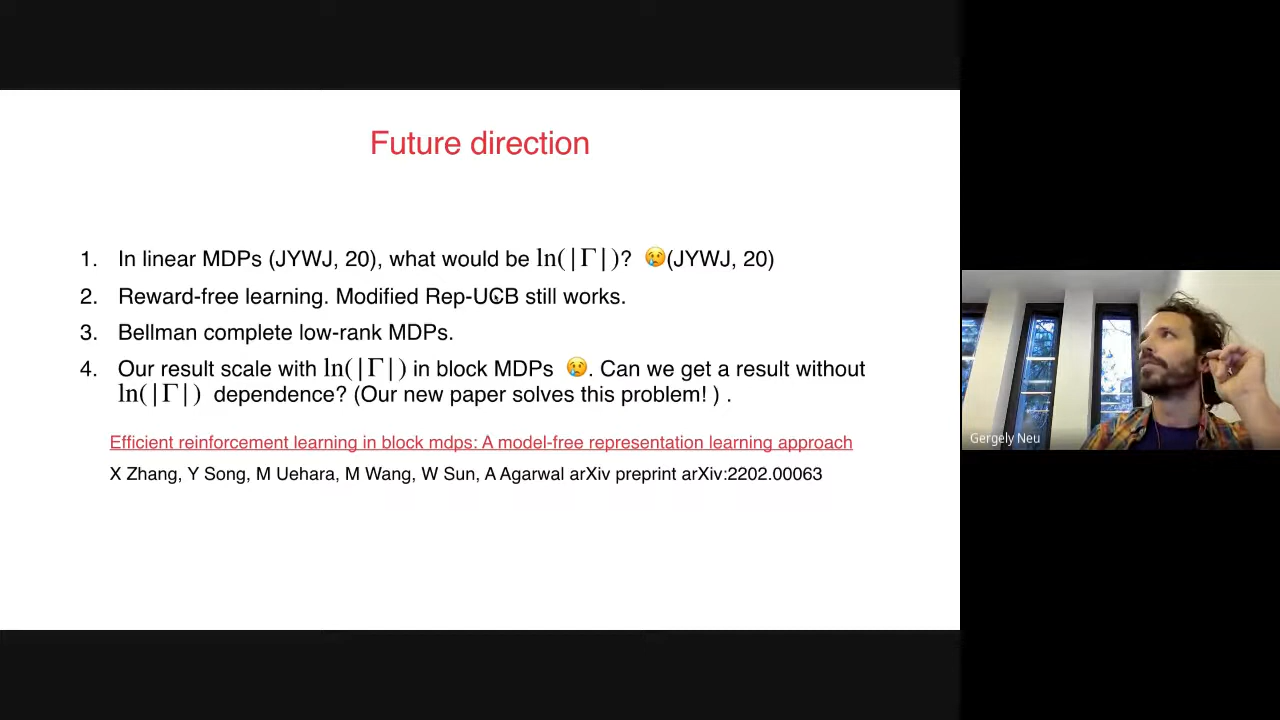 Future direction
1. In linear MDPs (JYWJ, 20), what would be ln(|Γ|)? 😢(JYWJ, 20)
2. Reward-free learning. Modified Rep-UCB still works.
3. Bellman complete low-rank MDPs.
4. Our result scale with ln(|Γ|) in block MDPs 😢. Can we get a result without
ln(|Γ|) dependence? (Our new paper solves this problem! ) .
Efficient reinforcement learning in block mdps: A model-free representation learning approach
X Zhang, Y Song, M Uehara, M Wang, W Sun, A Agarwal arXiv preprint arXiv:2202.00063
Gergely Neu